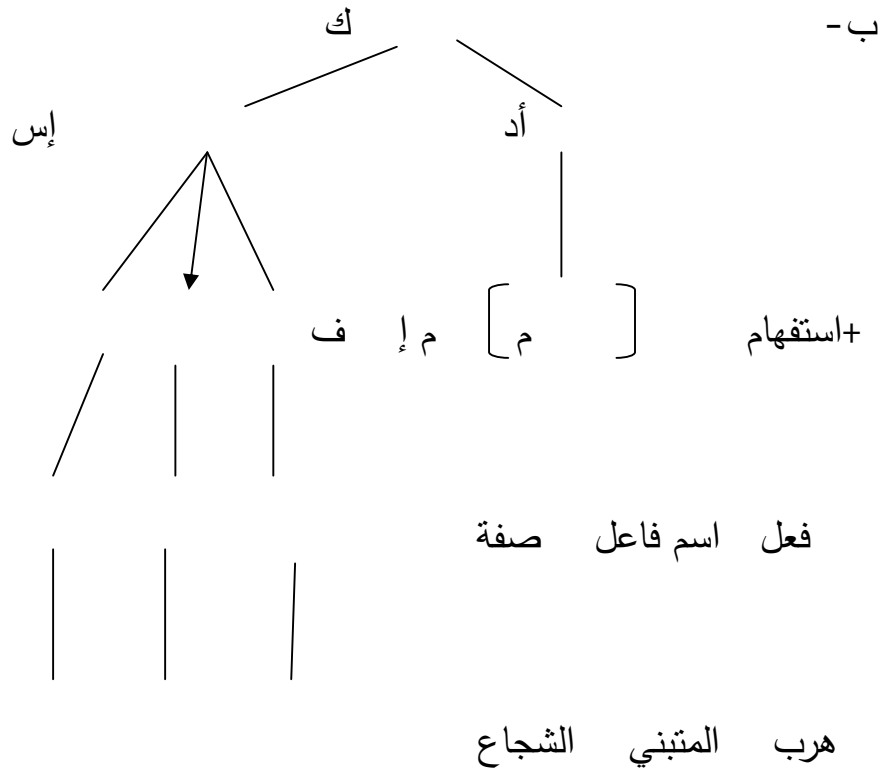 ب- ك
أد إس
+استفهام [ م ] م إ ف
فعل اسم فاعل صفة
هرب المتبني الشجاع